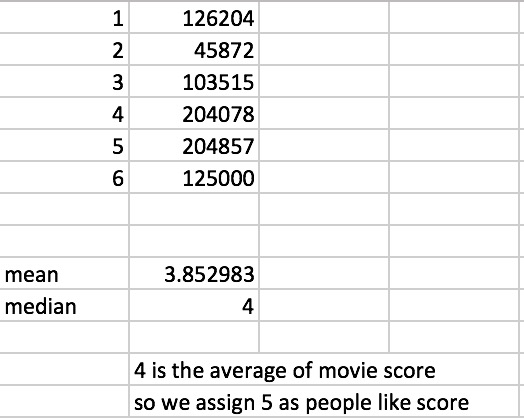 1 126204
2 45872
3 103515
4 204078
5 204857
6 125000
mean 3.852983
median 4
4 is the average of movie score
so we assign 5 as people like score